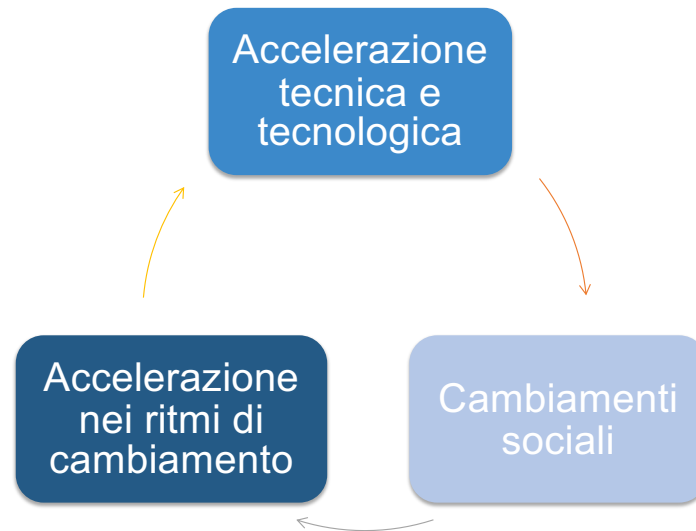 Accelerazione
tecnica e
tecnologica
Accelerazione
nei ritmi di
cambiamento
Cambiamenti
sociali